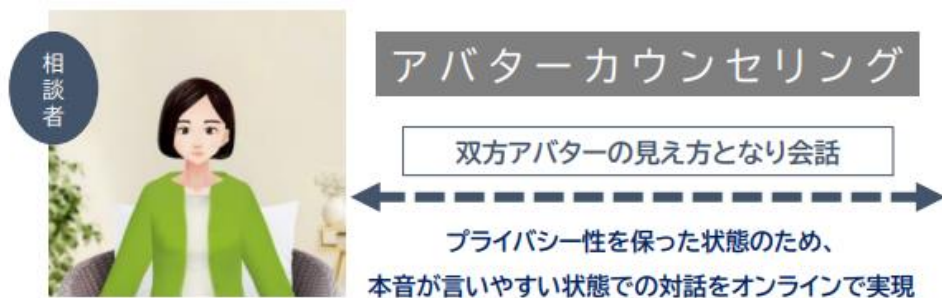 相談者
アバターカウンセリング
双方アバターの見え方となり会話
プライバシー性を保った状態のため、
本音が言いやすい状態での対話をオンラインで実現